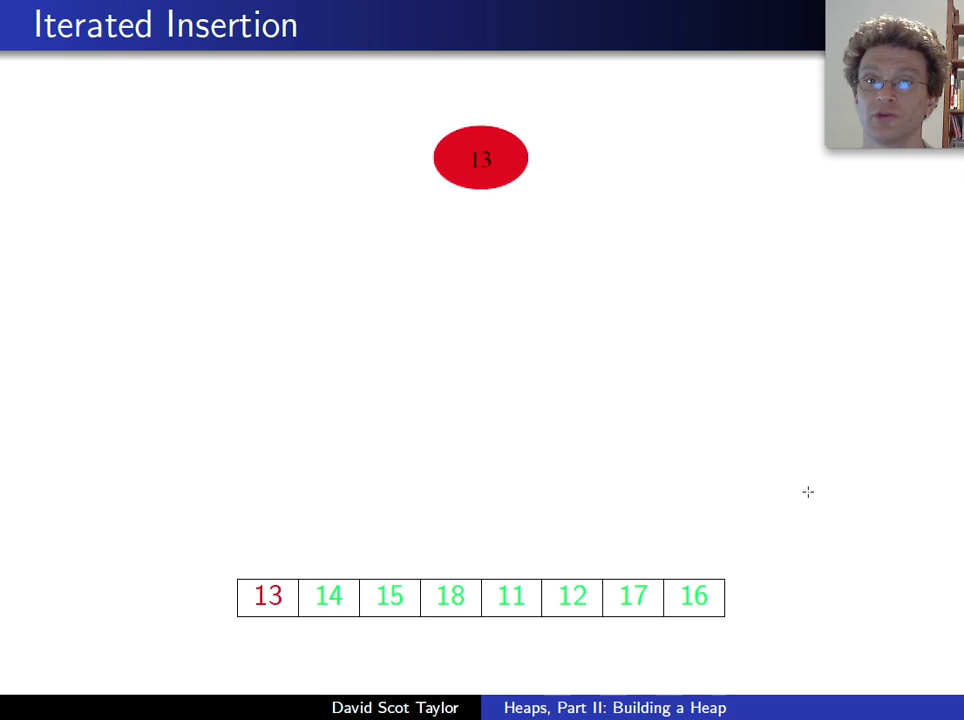 Iterated Insertion
13
13 14 15 18 11 12 17 16
David Scot Taylor Heaps, Part II: Building a Heap